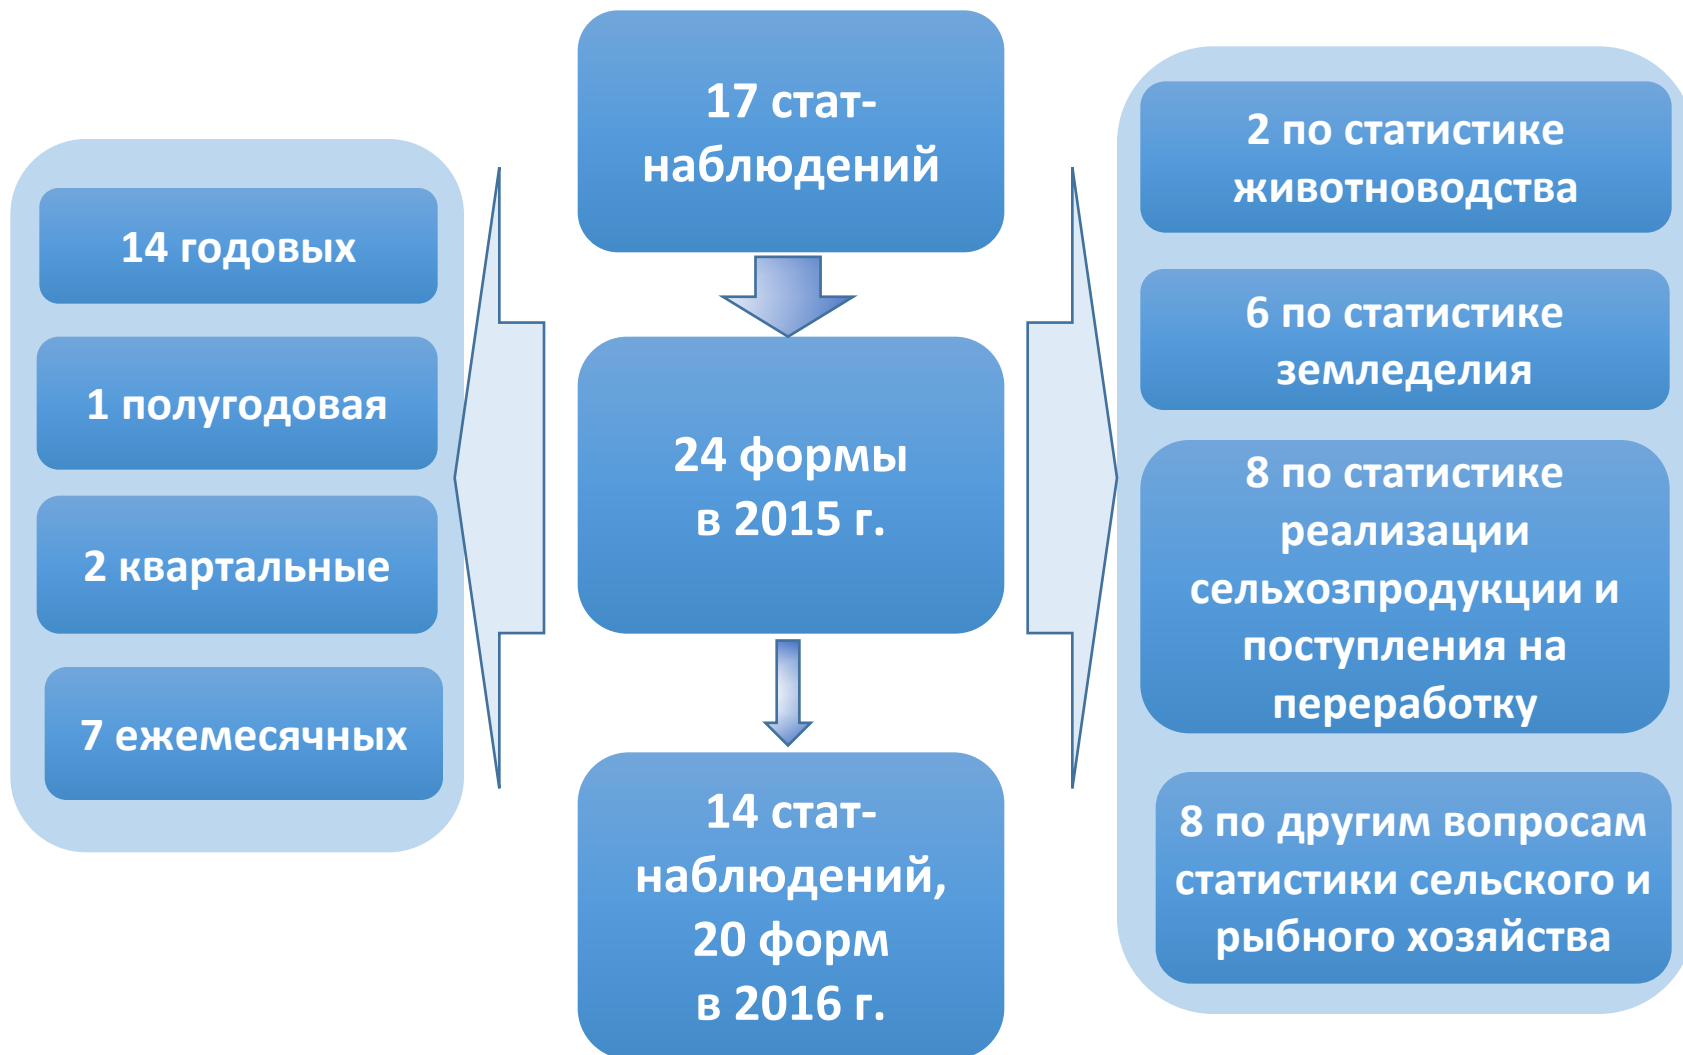 17 стат-
наблюдений
14 годовых
1 полугодовая
2 квартальные
7 ежемесячных
24 формы
в 2015 г.
14 стат-
наблюдений,
20 форм
в 2016 г.
2 по статистике
животноводства
6 по статистике
земледелия
8 по статистике
реализации
сельхозпродукции и
поступления на
переработку
8 по другим вопросам
статистики сельского и
рыбного хозяйства